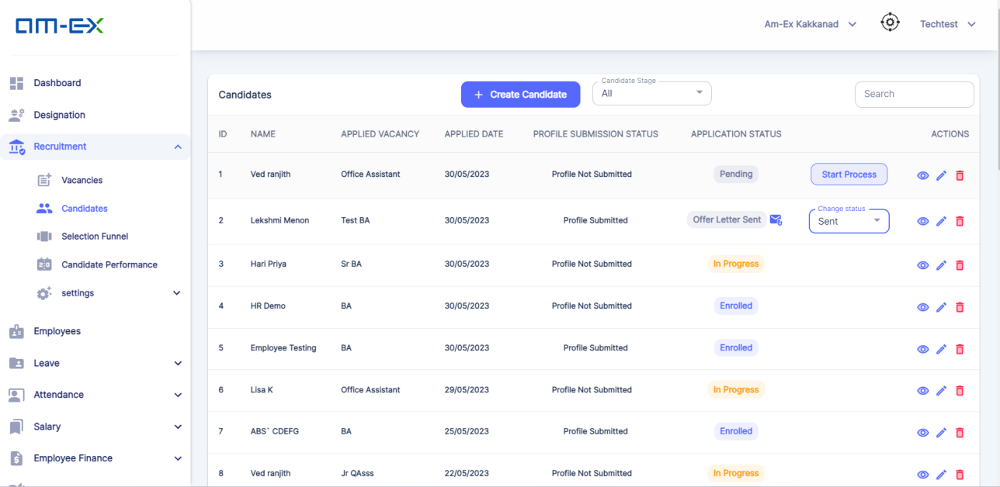 am-ex
Am-Ex Kakkanad
Techtest
Dashboard
Designation
Recruitment
Vacancies
Candidates
Selection Funnel
Candidate Performance
settings
Employees
Leave
Attendance
Salary
Employee Finance
Candidates
+ Create Candidate
Candidate Stage
All
Search
ID NAME APPLIED VACANCY APPLIED DATE PROFILE SUBMISSION STATUS APPLICATION STATUS ACTIONS
1 Ved ranjith Office Assistant 30/05/2023 Profile Not Submitted Pending Start Process
Change status
2 Lekshmi Menon Test BA 30/05/2023 Profile Submitted Offer Letter Sent Sent
3 Hari Priya Sr BA 30/05/2023 Profile Not Submitted In Progress
4 HR Demo BA 30/05/2023 Profile Not Submitted Enrolled
5 Employee Testing BA 30/05/2023 Profile Submitted Enrolled
6 Lisa K Office Assistant 29/05/2023 Profile Not Submitted In Progress
7 ABS` CDEFG BA 25/05/2023 Profile Submitted Enrolled
8 Ved ranjith Jr QAsss 22/05/2023 Profile Not Submitted In Progress